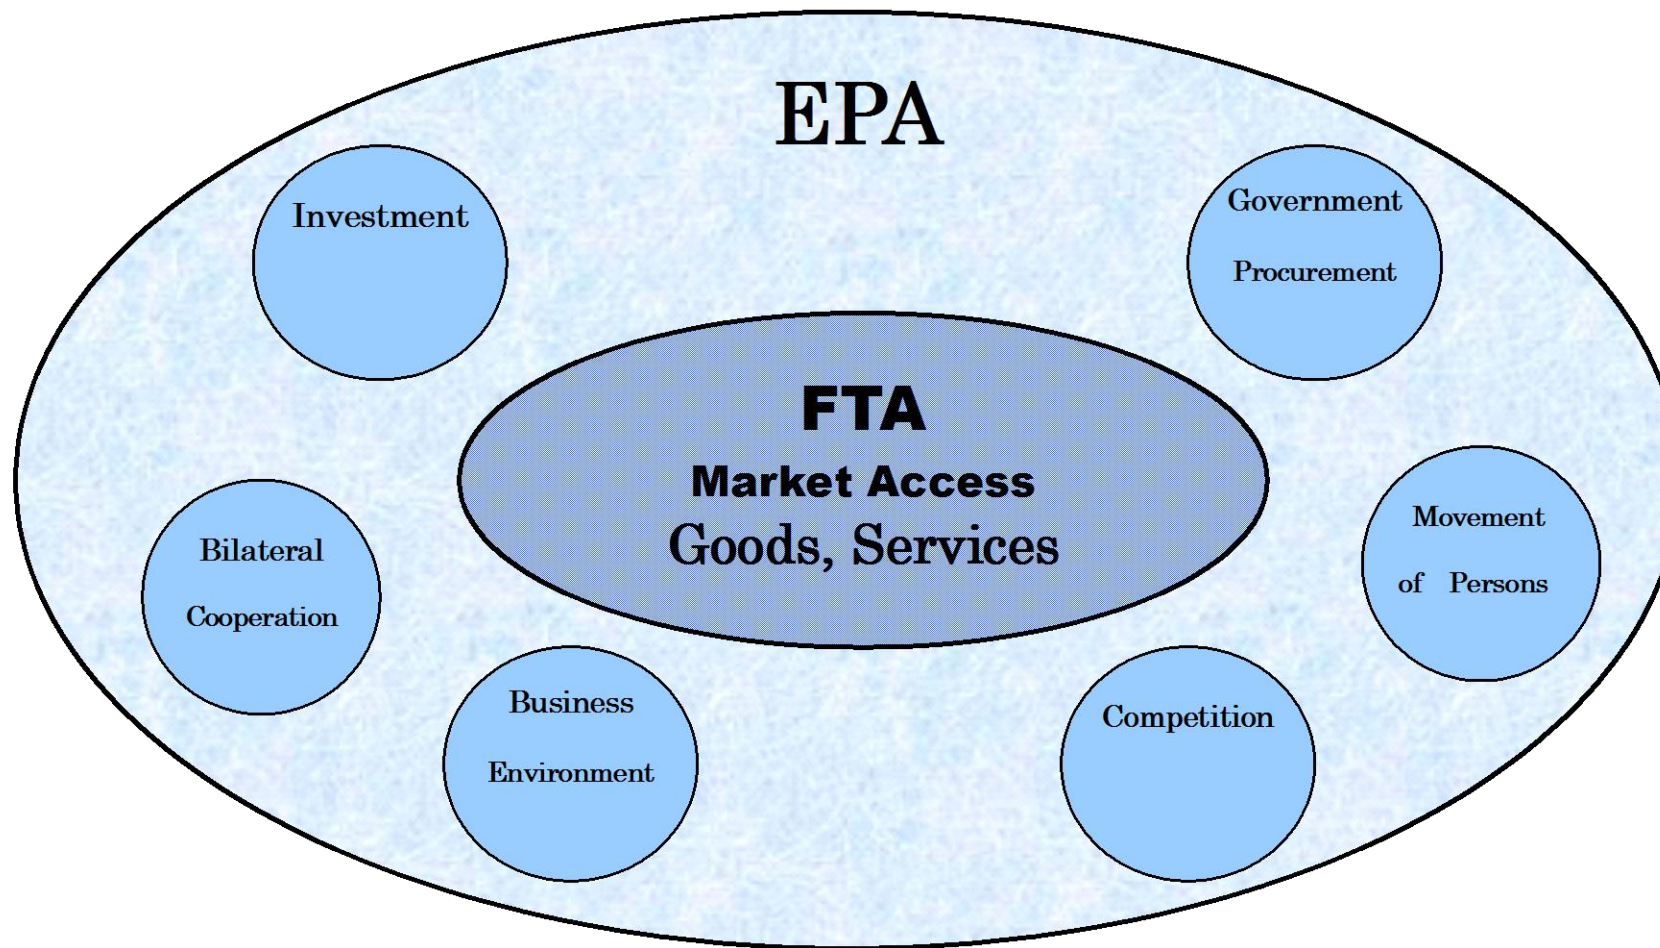 EPA
Investment
Government
Procurement
FTA
Market Access
Goods, Services
Movement
of Persons
Bilateral
Cooperation
Business
Environment
Competition